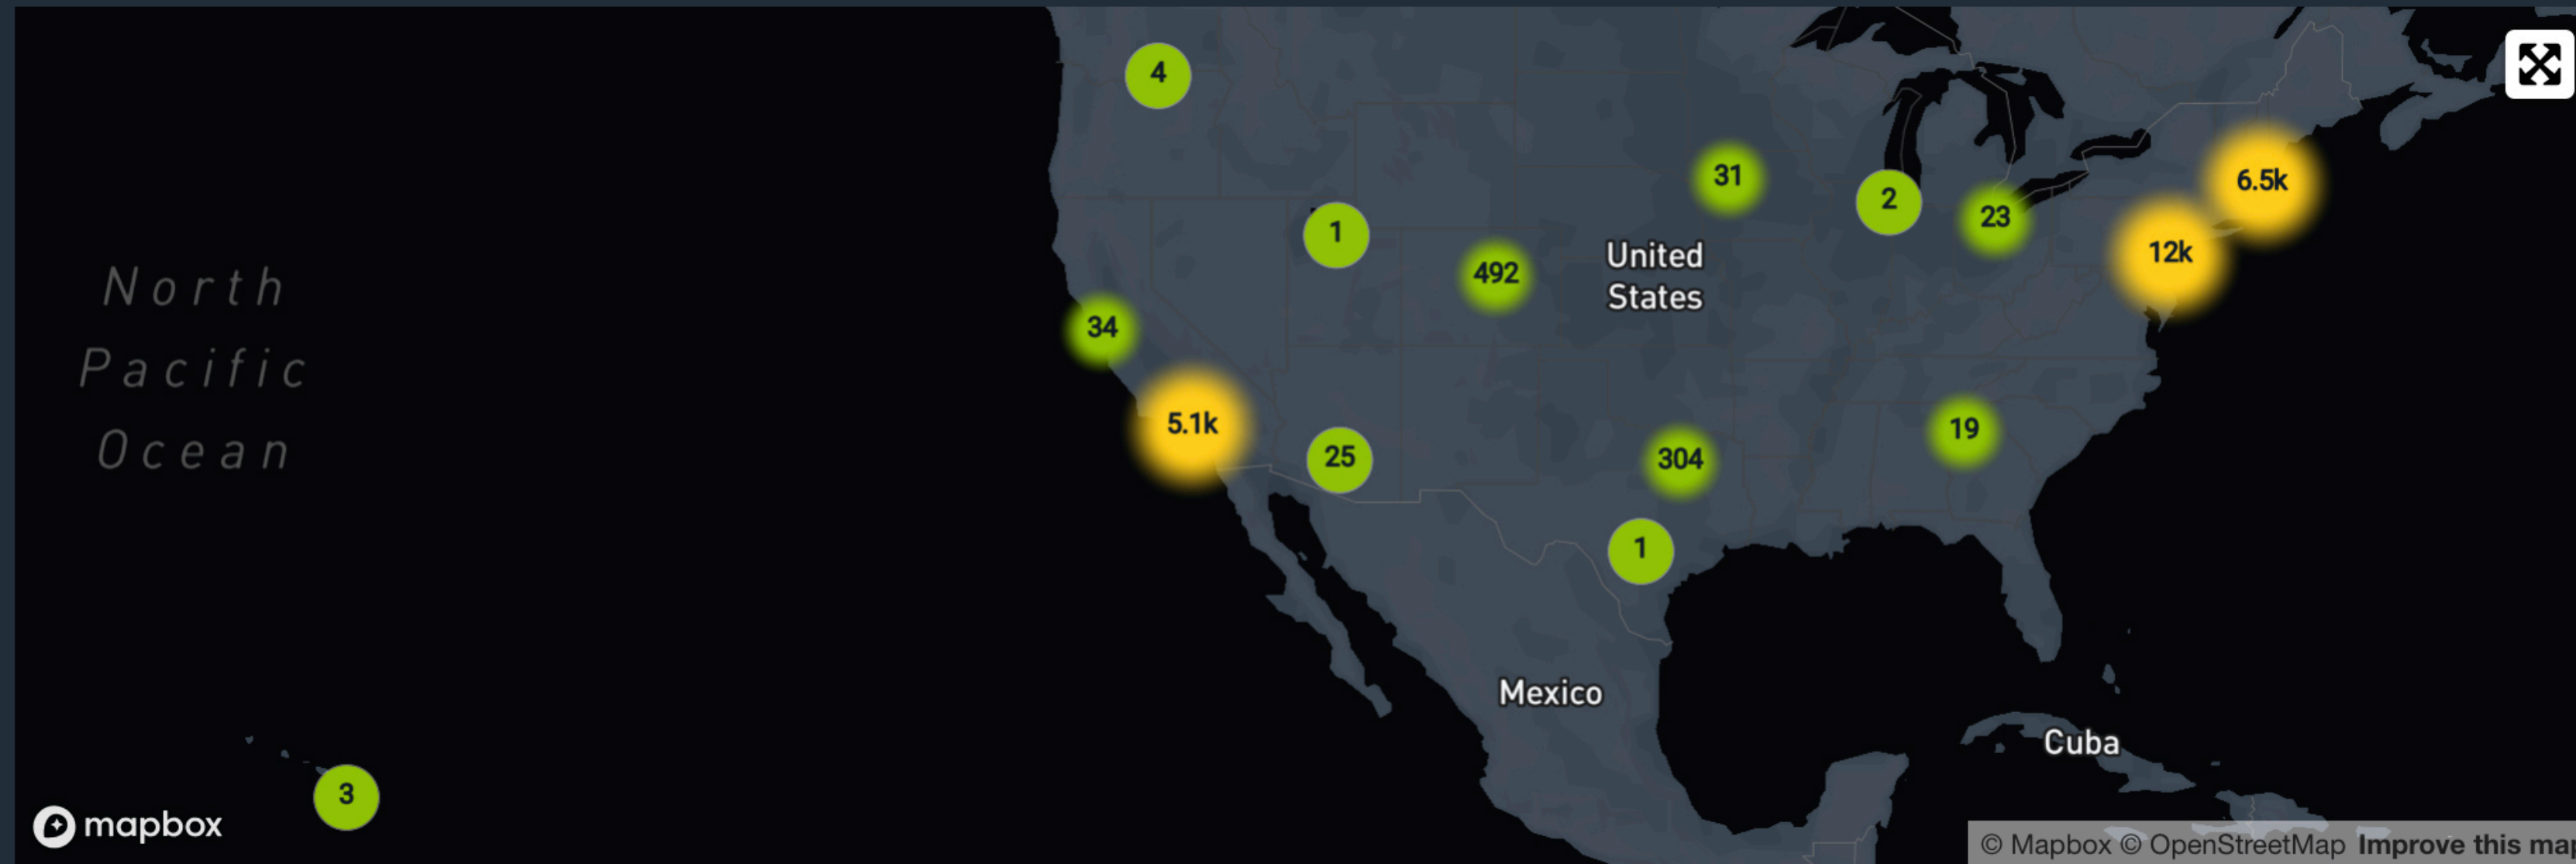 4
31
6.5k
2
1
23
12k
United
States
492
North
Pacific
Ocean
34
5.1k
25
304
19
1
Mexico
Cuba
3
mapbox
© Mapbox © OpenStreetMap Improve this ma